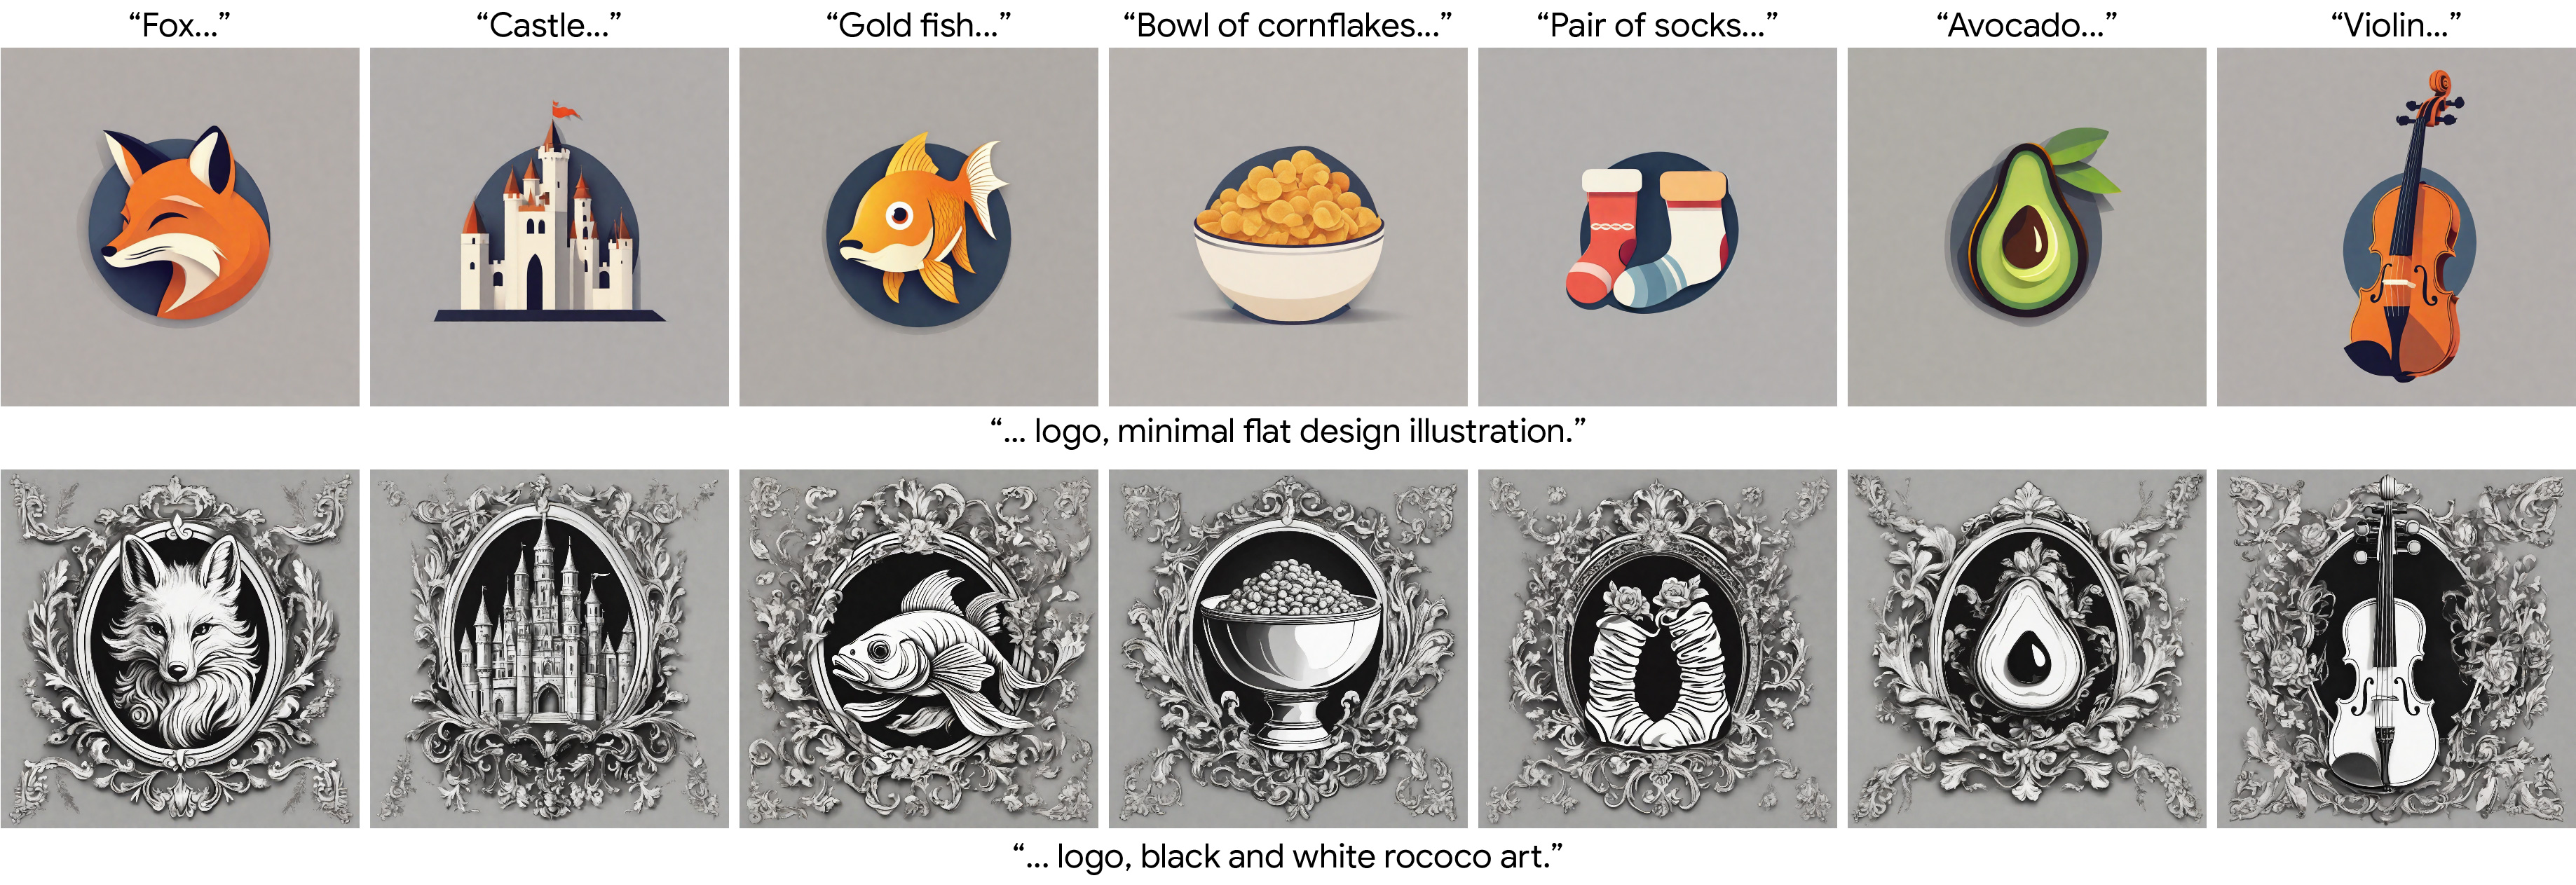 “Fox...”
“Castle...”
“Gold fish...”
“Bowl of cornflakes...”
“Pair of socks...”
“Avocado...”
“Violin...”
“... logo, minimal flat design illustration.”
“... logo, black and white rococo art.”